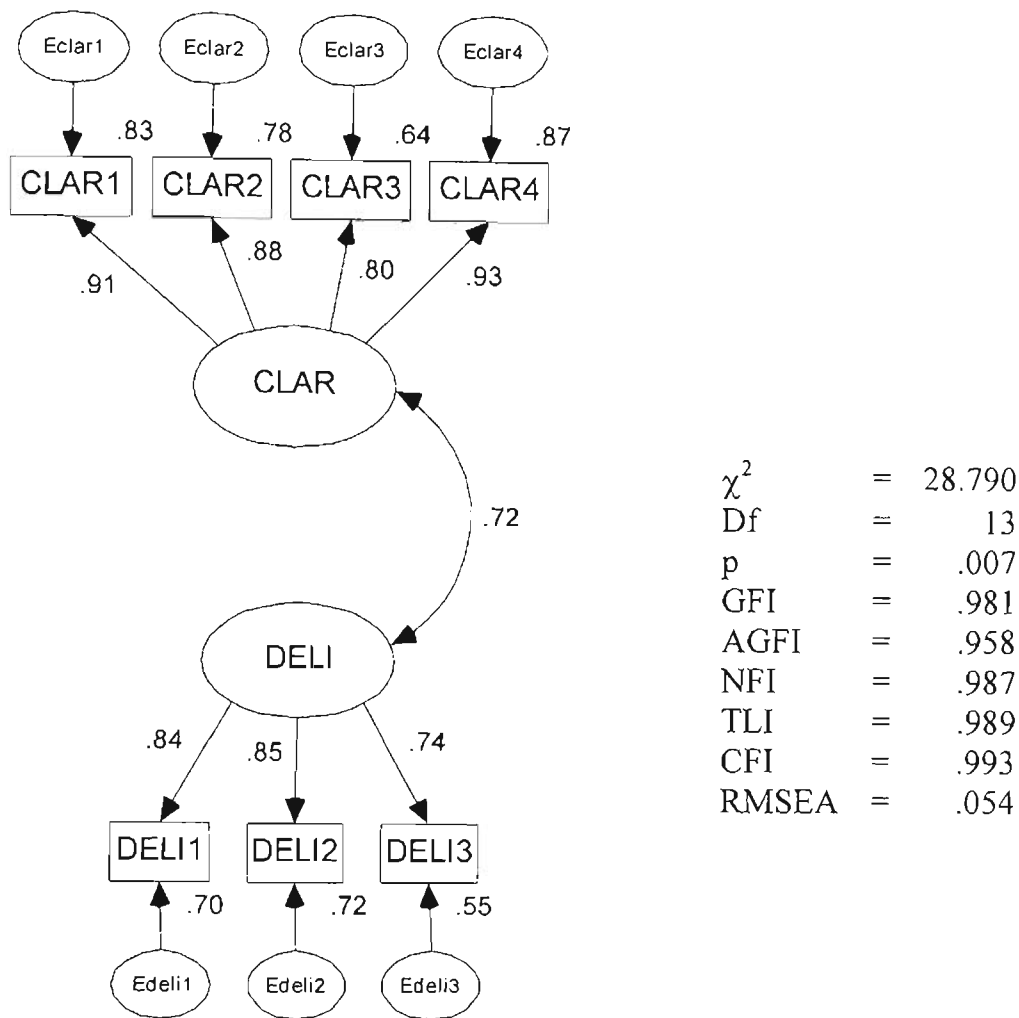 Eclar1 Eclar2 Eclar3 Eclar4
.83 .78 .64 .87
CLAR1 CLAR2 CLAR3 CLAR4
.91 .88 .80 .93
CLAR
.72
DELI
.84 .85 .74
DELI1 DELI2 DELI3
.70 .72 .55
Edeli1 Edeli2 Edeli3
χ² = 28.790
Df = 13
p = .007
GFI = .981
AGFI = .958
NFI = .987
TLI = .989
CFI = .993
RMSEA = .054